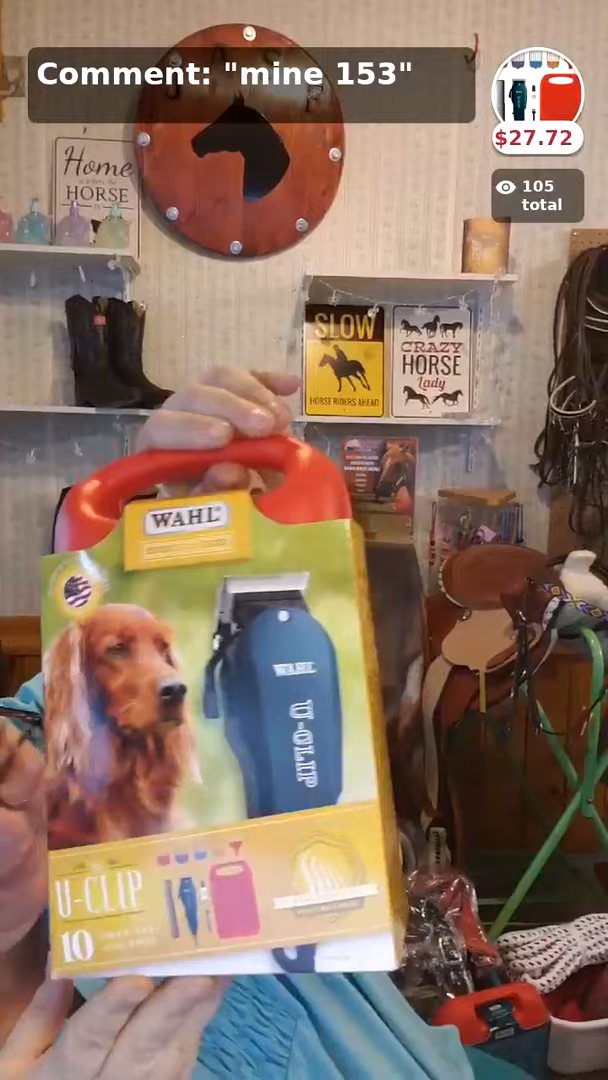 Comment: "mine 153"
$27.72
105
total
Home
HORSE
SLOW
HORSE RIDERS AHEAD
CRAZY
HORSE
Lady
WAHL
WAHL
U-CLIP
U-CLIP
10